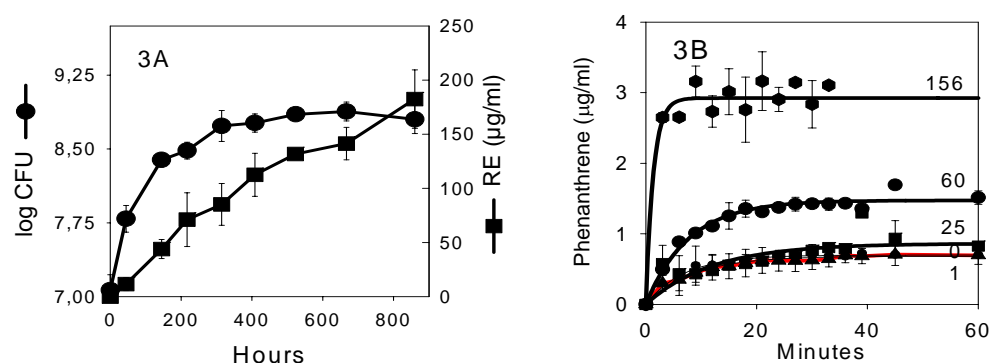 3A
log CFU
9,25
8,50
7,75
7,00
0 200 400 600 800
Hours
250
200
150
100
50
0
RE (µg/ml)
3B
Phenanthrene (µg/ml)
4
3
2
1
0
0 20 40 60
Minutes
156
60
25
0
1